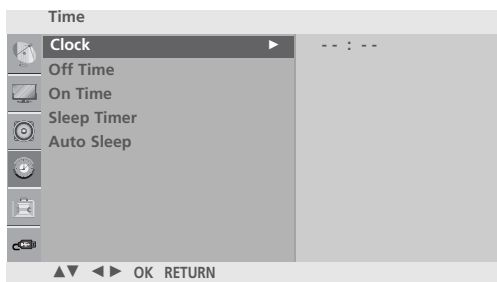 Time
Clock ► - - : - -
Off Time
On Time
Sleep Timer
Auto Sleep
▲▼ ◄► OK RETURN